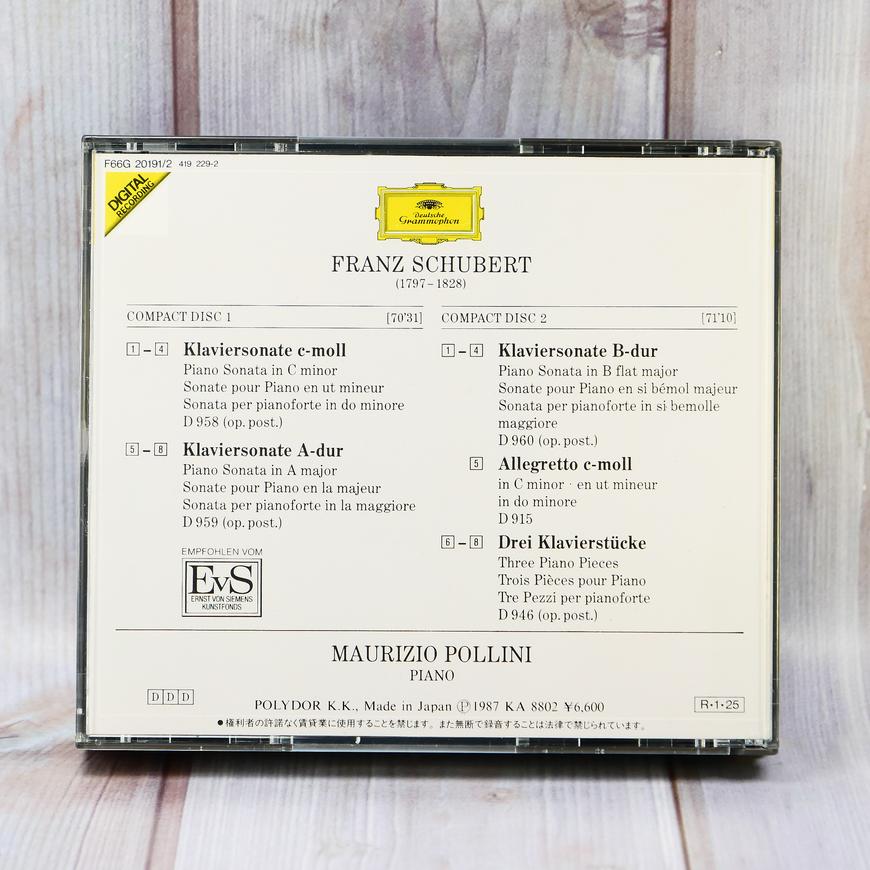 F66G 20191/2 419 229-2
DIGITAL
RECORDING
Deutsche
Grammophon
FRANZ SCHUBERT
(1797–1828)
COMPACT DISC 1 [70'31]
1 – 4 Klaviersonate c-moll
Piano Sonata in C minor
Sonate pour Piano en ut mineur
Sonata per pianoforte in do minore
D 958 (op. post.)
5 – 8 Klaviersonate A-dur
Piano Sonata in A major
Sonate pour Piano en la majeur
Sonata per pianoforte in la maggiore
D 959 (op. post.)
EMPFOHLEN VOM
EvS
ERNST VON SIEMENS
KUNSTFONDS
COMPACT DISC 2 [71'10]
1 – 4 Klaviersonate B-dur
Piano Sonata in B flat major
Sonate pour Piano en si bémol majeur
Sonata per pianoforte in si bemolle
maggiore
D 960 (op. post.)
5 Allegretto c-moll
in C minor · en ut mineur
in do minore
D 915
6 – 8 Drei Klavierstücke
Three Piano Pieces
Trois Pièces pour Piano
Tre Pezzi per pianoforte
D 946 (op. post.)
MAURIZIO POLLINI
PIANO
DDD
POLYDOR K.K., Made in Japan Ⓟ1987 KA 8802 ¥6,600
R・1・25
●権利者の許諾なく賃貸業に使用することを禁じます。また無断で録音することは法律で禁じられています。